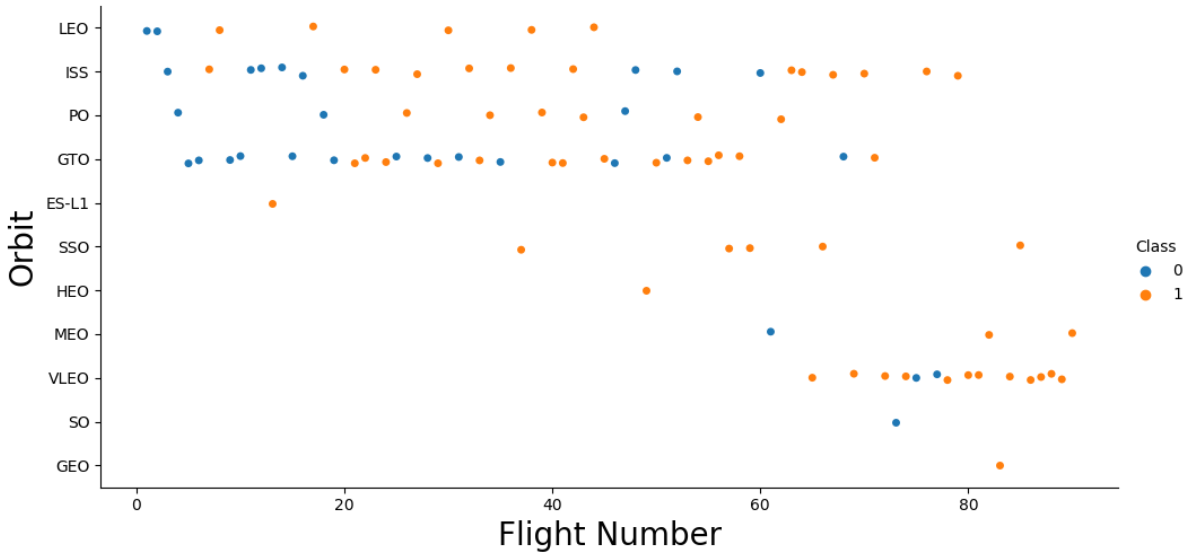 LEO
ISS
PO
GTO
ES-L1
SSO
HEO
MEO
VLEO
SO
GEO
Orbit
0 20 40 60 80
Flight Number
Class
0
1